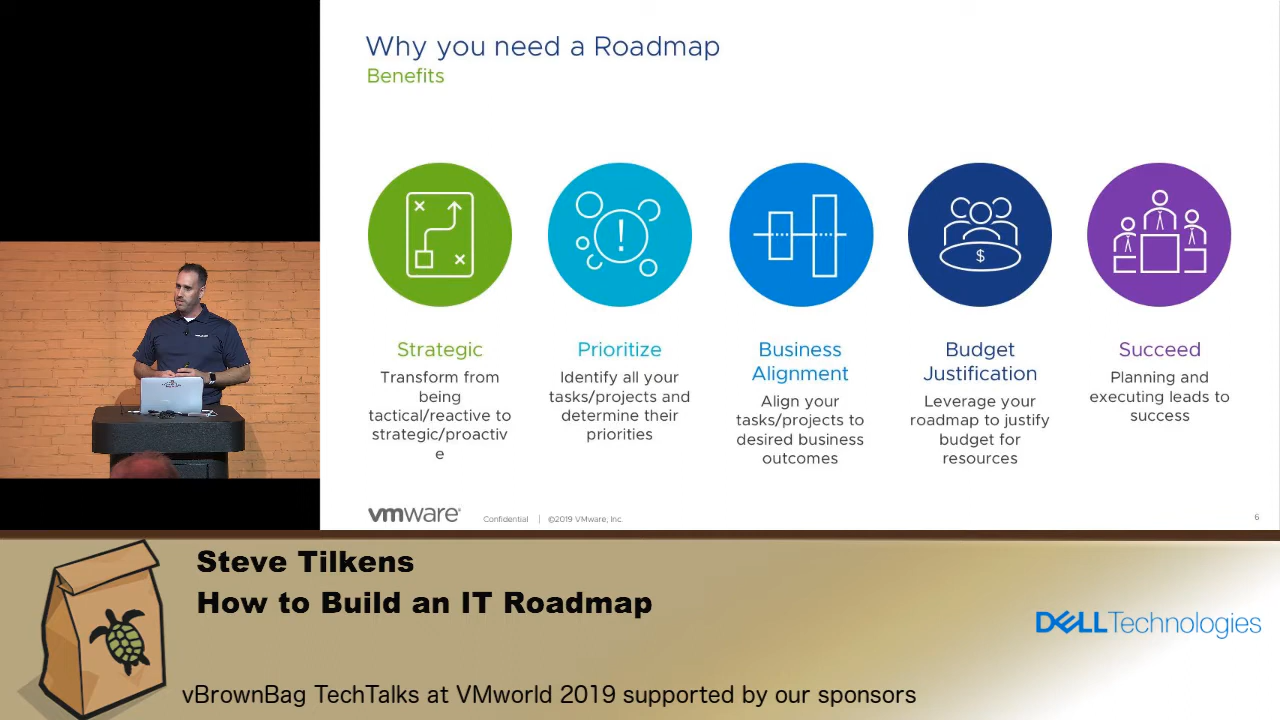 Why you need a Roadmap
Benefits
!
$
Strategic
Transform from
being
tactical/reactive to
strategic/proactiv
e
Prioritize
Identify all your
tasks/projects and
determine their
priorities
Business
Alignment
Align your
tasks/projects to
desired business
outcomes
Budget
Justification
Leverage your
roadmap to justify
budget for
resources
Succeed
Planning and
executing leads to
success
vmware®
Confidential | ©2019 VMware, Inc.
6
Steve Tilkens
How to Build an IT Roadmap
DELL Technologies
vBrownBag TechTalks at VMworld 2019 supported by our sponsors